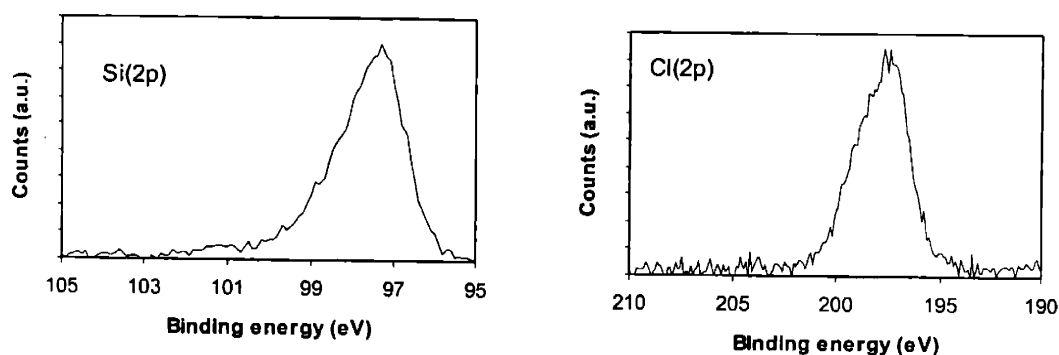 Si(2p)
Counts (a.u.)
105 103 101 99 97 95
Binding energy (eV)
Cl(2p)
Counts (a.u.)
210 205 200 195 190
Binding energy (eV)